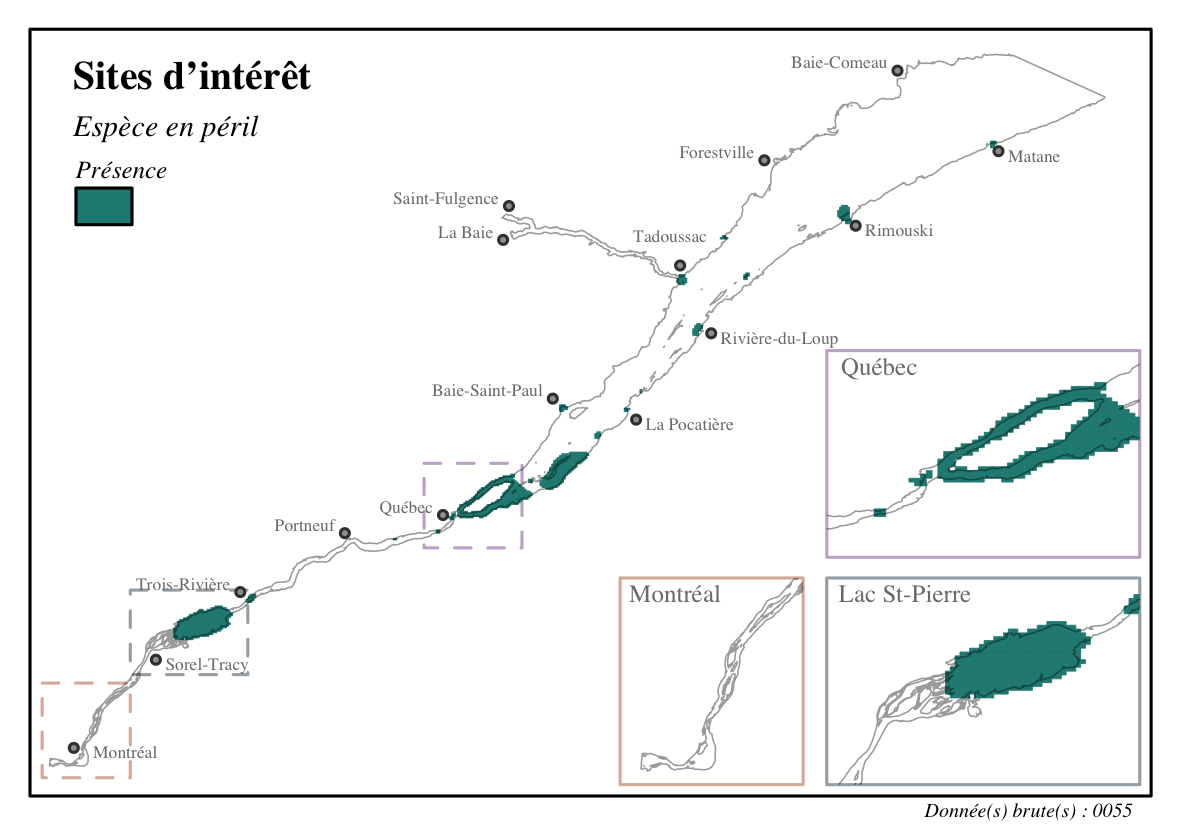 Sites d’intérêt
Espèce en péril
Présence
Baie-Comeau
Forestville
Matane
Saint-Fulgence
La Baie
Tadoussac
Rimouski
Rivière-du-Loup
Baie-Saint-Paul
La Pocatière
Québec
Portneuf
Trois-Rivière
Sorel-Tracy
Montréal
Québec
Montréal
Lac St-Pierre
Donnée(s) brute(s) : 0055